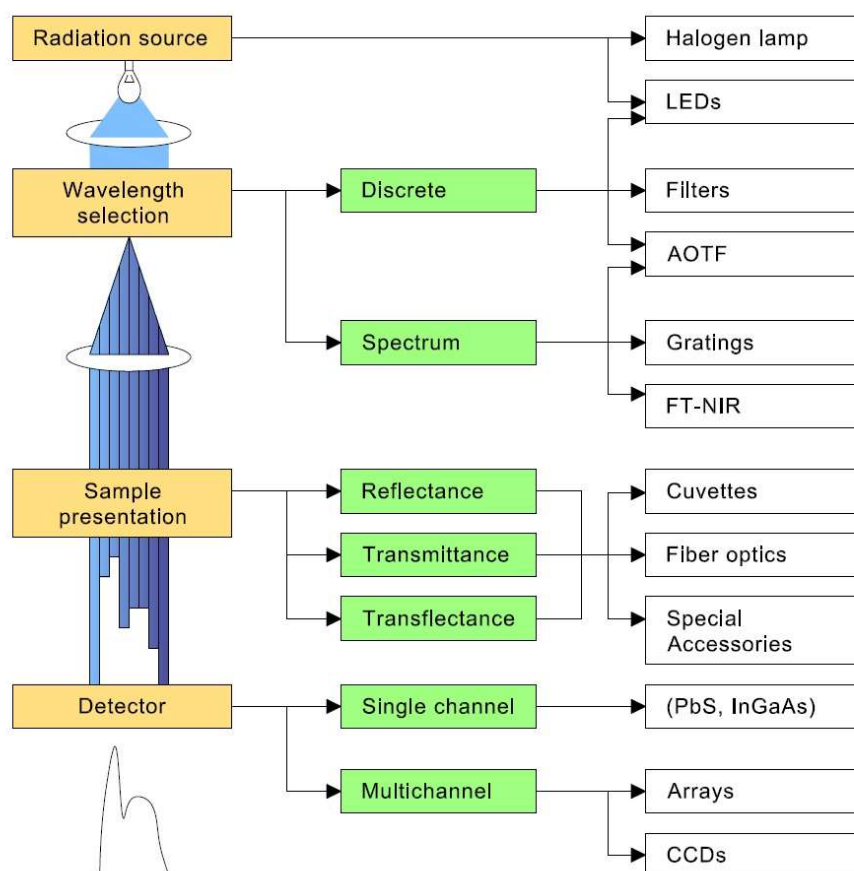 Radiation source
Halogen lamp
LEDs
Wavelength
selection
Discrete
Filters
AOTF
Spectrum
Gratings
FT-NIR
Sample
presentation
Reflectance
Cuvettes
Transmittance
Fiber optics
Transflectance
Special
Accessories
Detector
Single channel
(PbS, InGaAs)
Multichannel
Arrays
CCDs